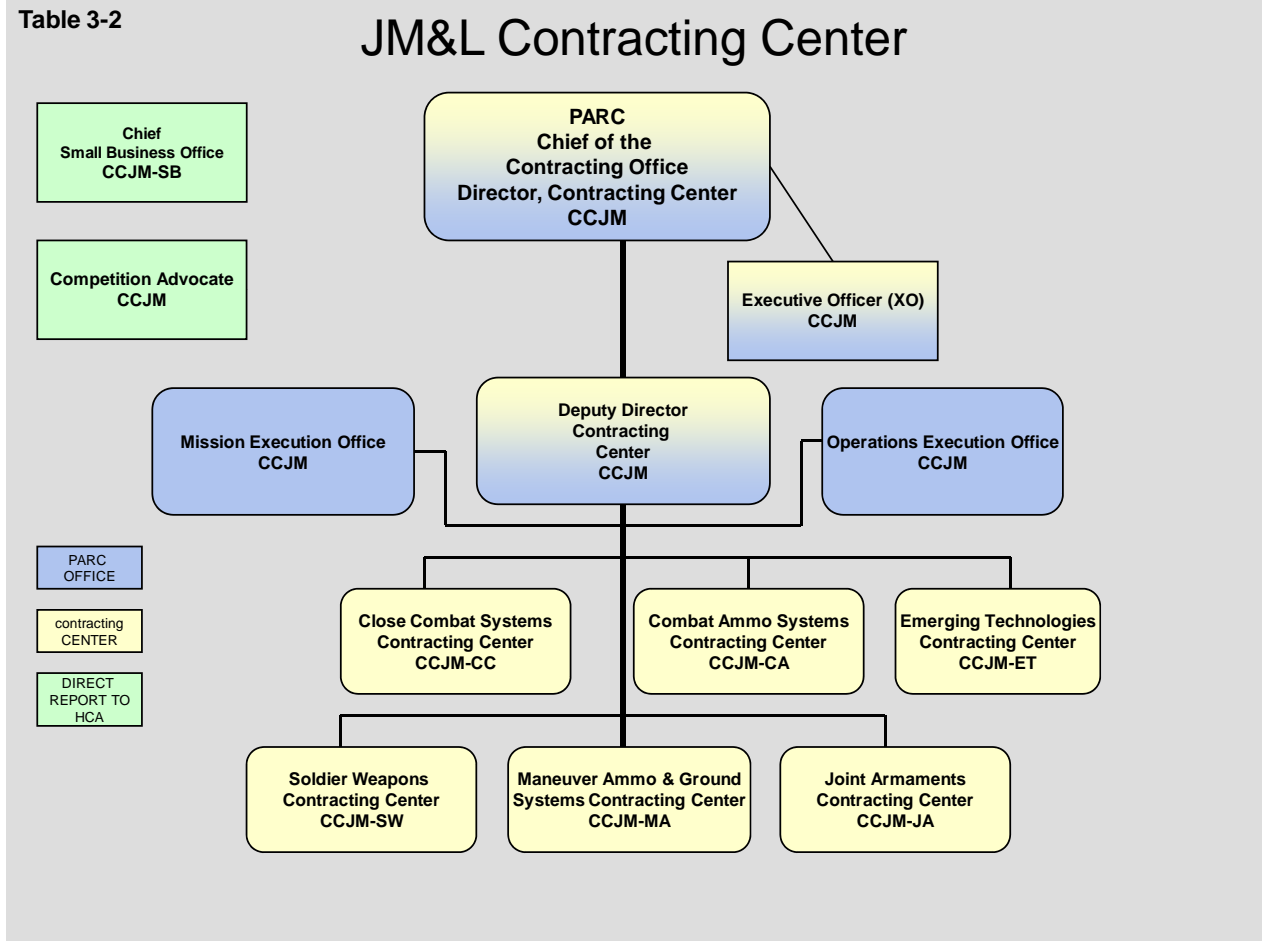 Table 3-2
JM&L Contracting Center
Chief
Small Business Office
CCJM-SB
PARC
Chief of the
Contracting Office
Director, Contracting Center
CCJM
Competition Advocate
CCJM
Executive Officer (XO)
CCJM
Mission Execution Office
CCJM
Deputy Director
Contracting
Center
CCJM
Operations Execution Office
CCJM
PARC
OFFICE
contracting
CENTER
DIRECT
REPORT TO
HCA
Close Combat Systems
Contracting Center
CCJM-CC
Combat Ammo Systems
Contracting Center
CCJM-CA
Emerging Technologies
Contracting Center
CCJM-ET
Soldier Weapons
Contracting Center
CCJM-SW
Maneuver Ammo & Ground
Systems Contracting Center
CCJM-MA
Joint Armaments
Contracting Center
CCJM-JA